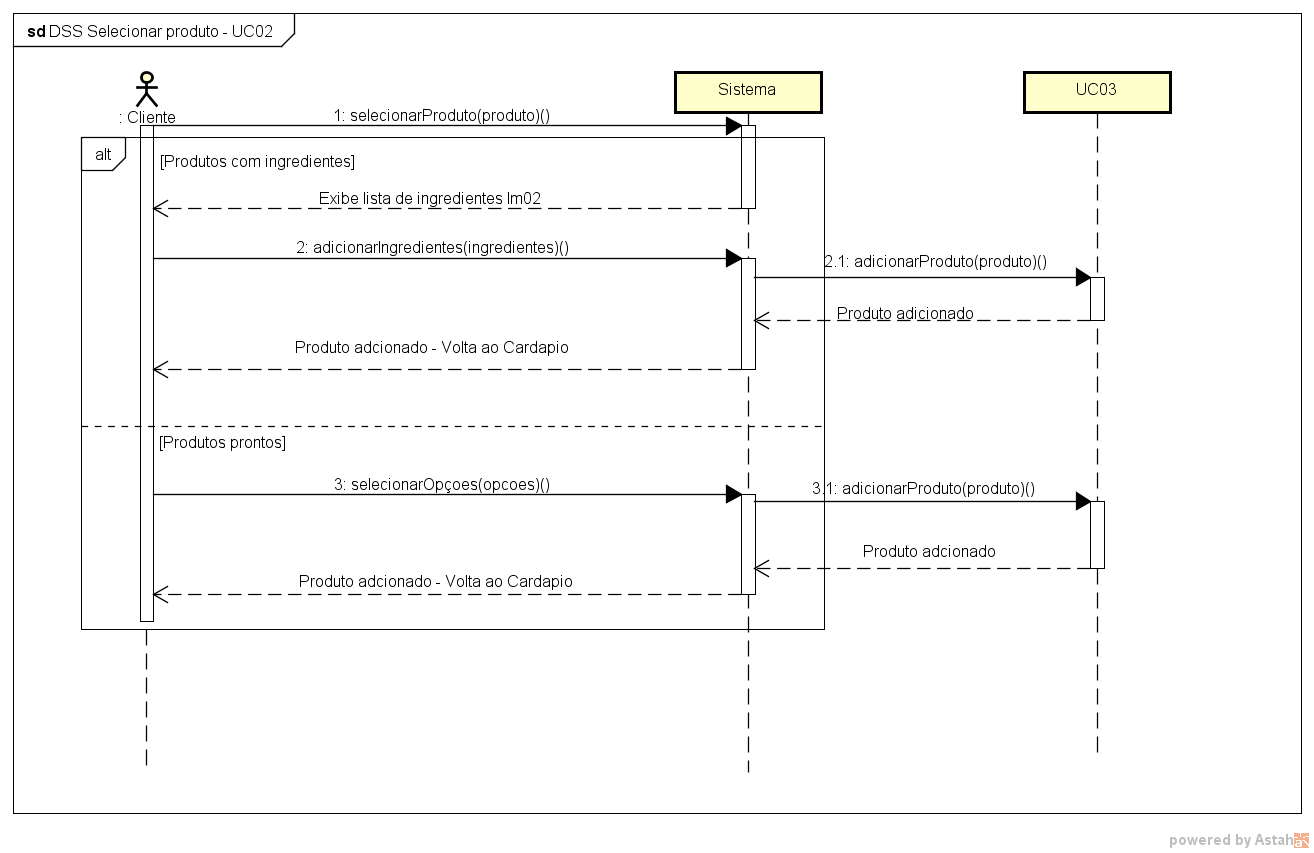 sd DSS Selecionar produto - UC02
Sistema
UC03
: Cliente
1: selecionarProduto(produto)()
alt
[Produtos com ingredientes]
Exibe lista de ingredientes Im02
2: adicionarIngredientes(ingredientes)()
2.1: adicionarProduto(produto)()
Produto adicionado
Produto adcionado - Volta ao Cardapio
[Produtos prontos]
3: selecionarOpçoes(opcoes)()
3.1: adicionarProduto(produto)()
Produto adcionado
Produto adcionado - Volta ao Cardapio
powered by Astah